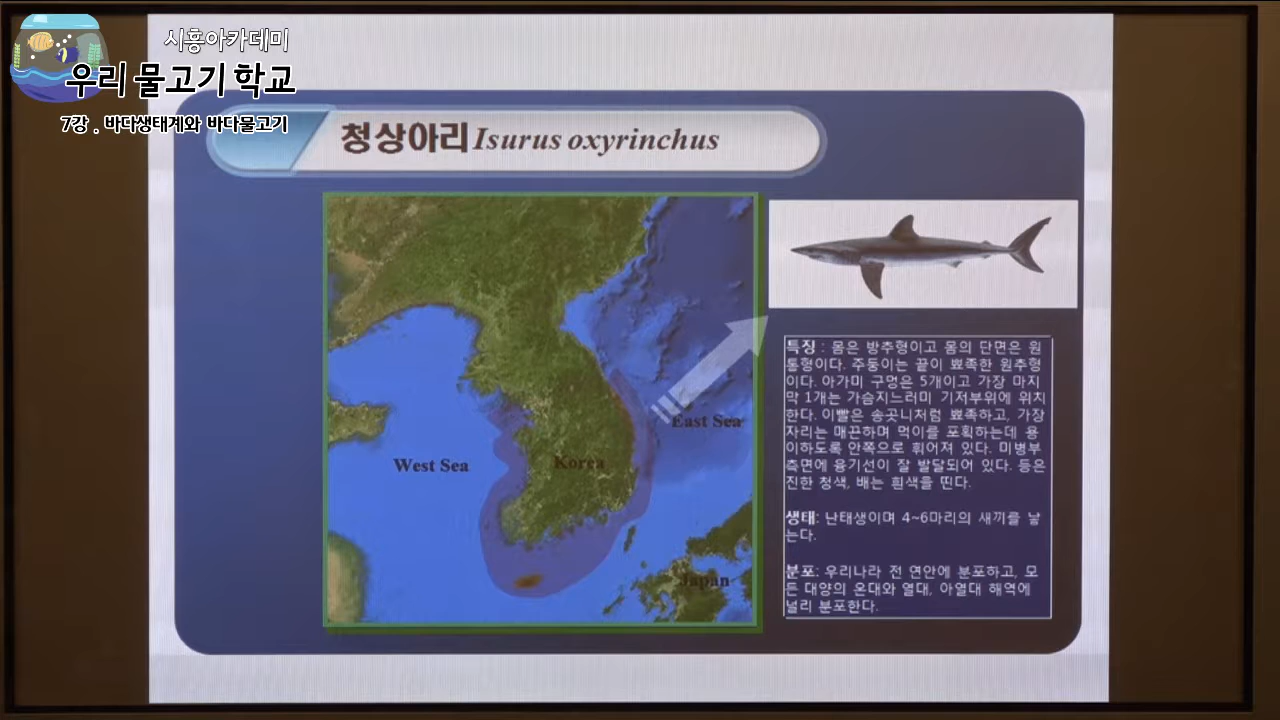 시흥아카데미
우리 물고기 학교
7강 . 바다생태계와 바다물고기
청상아리 Isurus oxyrinchus
West Sea
East Sea
Korea
Japan
특징 : 몸은 방추형이고 몸의 단면은 원
통형이다. 주둥이는 끝이 뾰족한 원추형
이다. 아가미 구멍은 5개이고 가장 마지
막 1개는 가슴지느러미 기저부위에 위치
한다. 이빨은 송곳니처럼 뾰족하고, 가장
자리는 매끈하며 먹이를 포획하는데 용
이하도록 안쪽으로 휘어져 있다. 미병부
측면에 융기선이 잘 발달되어 있다. 등은
진한 청색, 배는 흰색을 띤다.
생태: 난태생이며 4~6마리의 새끼를 낳
는다.
분포: 우리나라 전 연안에 분포하고, 모
든 대양의 온대와 열대, 아열대 해역에
널리 분포한다.